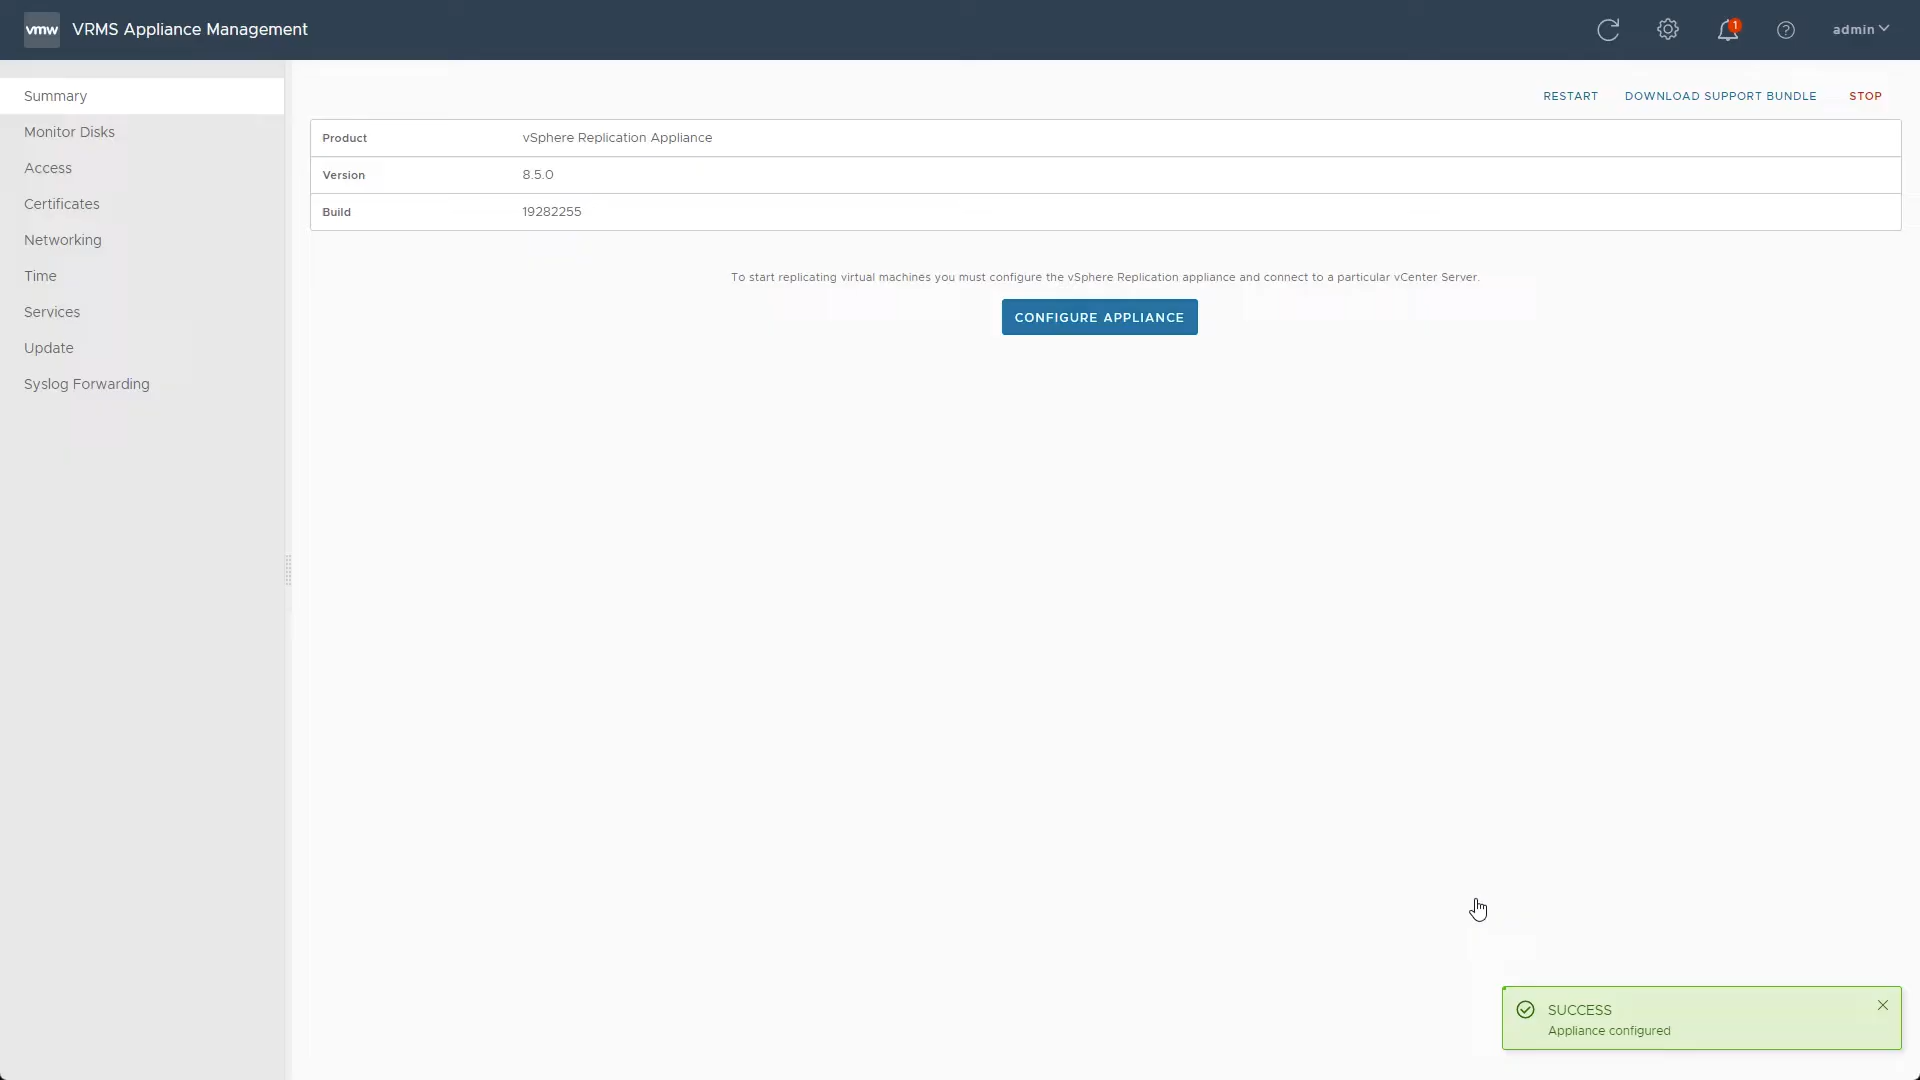 vmw VRMS Appliance Management
1
?
admin
Summary
Monitor Disks
Access
Certificates
Networking
Time
Services
Update
Syslog Forwarding
RESTART DOWNLOAD SUPPORT BUNDLE STOP
Product vSphere Replication Appliance
Version 8.5.0
Build 19282255
To start replicating virtual machines you must configure the vSphere Replication appliance and connect to a particular vCenter Server.
CONFIGURE APPLIANCE
SUCCESS
Appliance configured